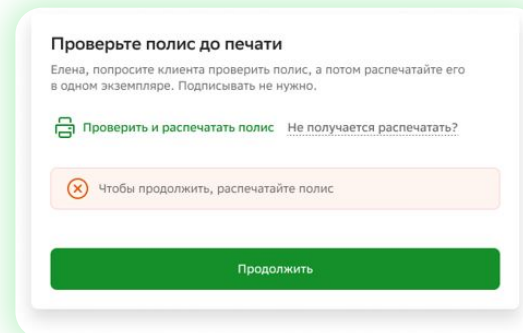 Проверьте полис до печати
Елена, попросите клиента проверить полис, а потом распечатайте его
в одном экземпляре. Подписывать не нужно.
Проверить и распечатать полис Не получается распечатать?
Чтобы продолжить, распечатайте полис
Продолжить